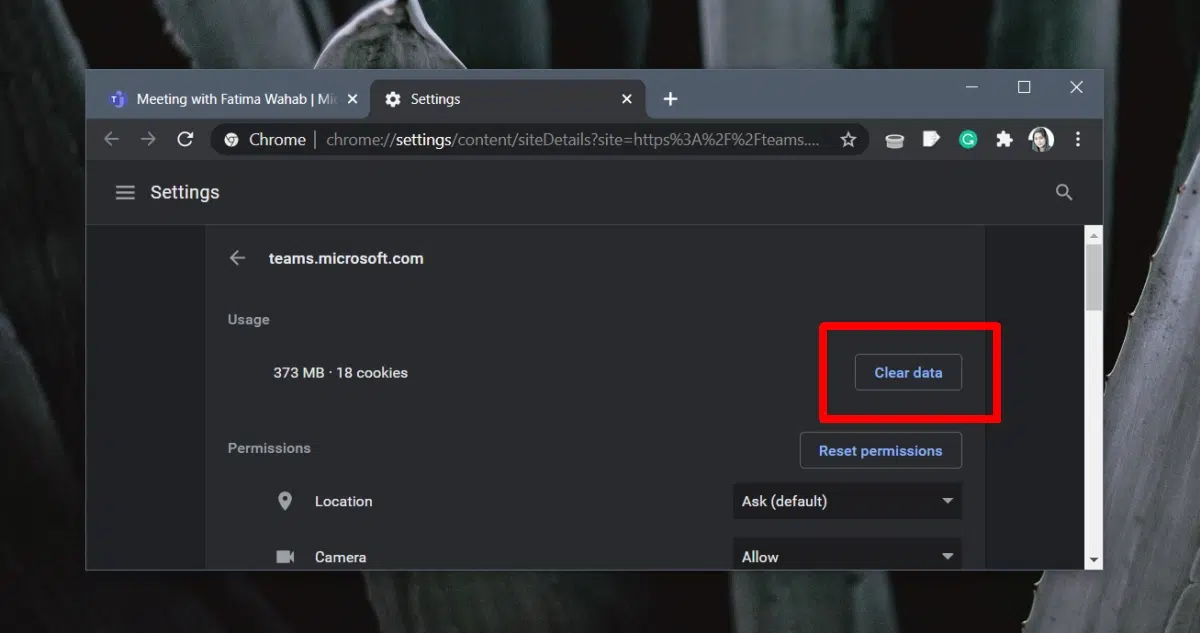 Meeting with Fatima Wahab | Mi
Settings
Chrome | chrome://settings/content/siteDetails?site=https%3A%2F%2Fteams....
Settings
teams.microsoft.com
Usage
373 MB · 18 cookies
Clear data
Permissions
Reset permissions
Location
Ask (default)
Camera
Allow